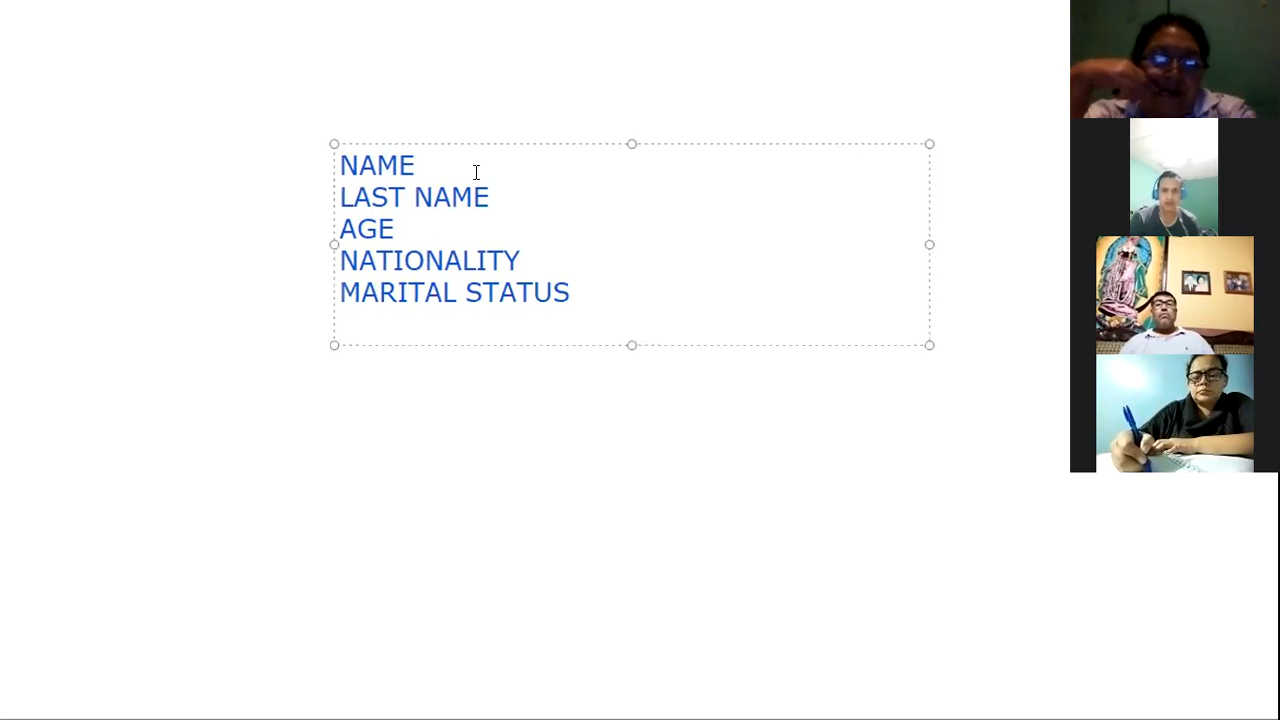 NAME
LAST NAME
AGE
NATIONALITY
MARITAL STATUS